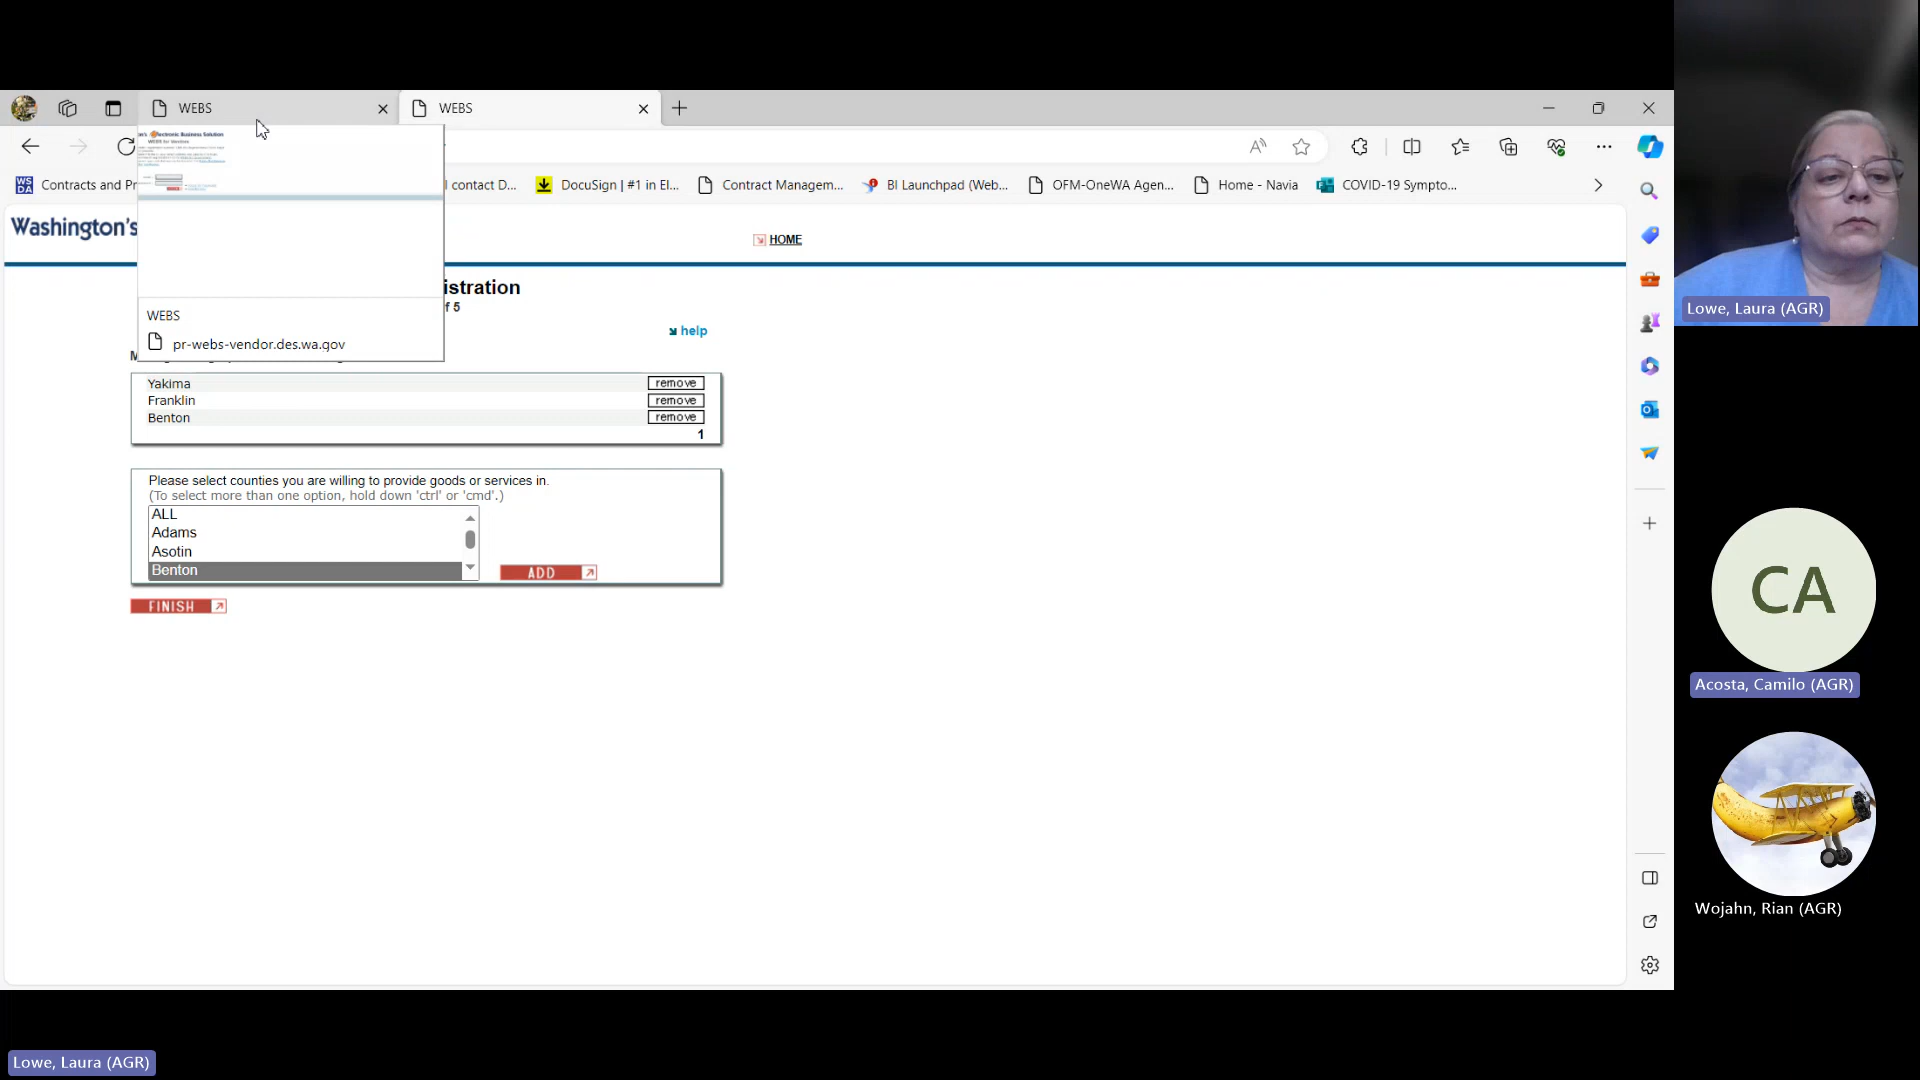 WEBS
WEBS
Contracts and Pr
l contact D...
DocuSign | #1 in El...
Contract Managem...
BI Launchpad (Web...
OFM-OneWA Agen...
Home - Navia
COVID-19 Sympto...
Washington's
HOME
istration
f 5
help
WEBS
pr-webs-vendor.des.wa.gov
Yakima remove
Franklin remove
Benton remove
1
Please select counties you are willing to provide goods or services in.
(To select more than one option, hold down 'ctrl' or 'cmd'.)
ALL
Adams
Asotin
Benton
ADD
FINISH
Lowe, Laura (AGR)
CA
Acosta, Camilo (AGR)
Wojahn, Rian (AGR)
Lowe, Laura (AGR)